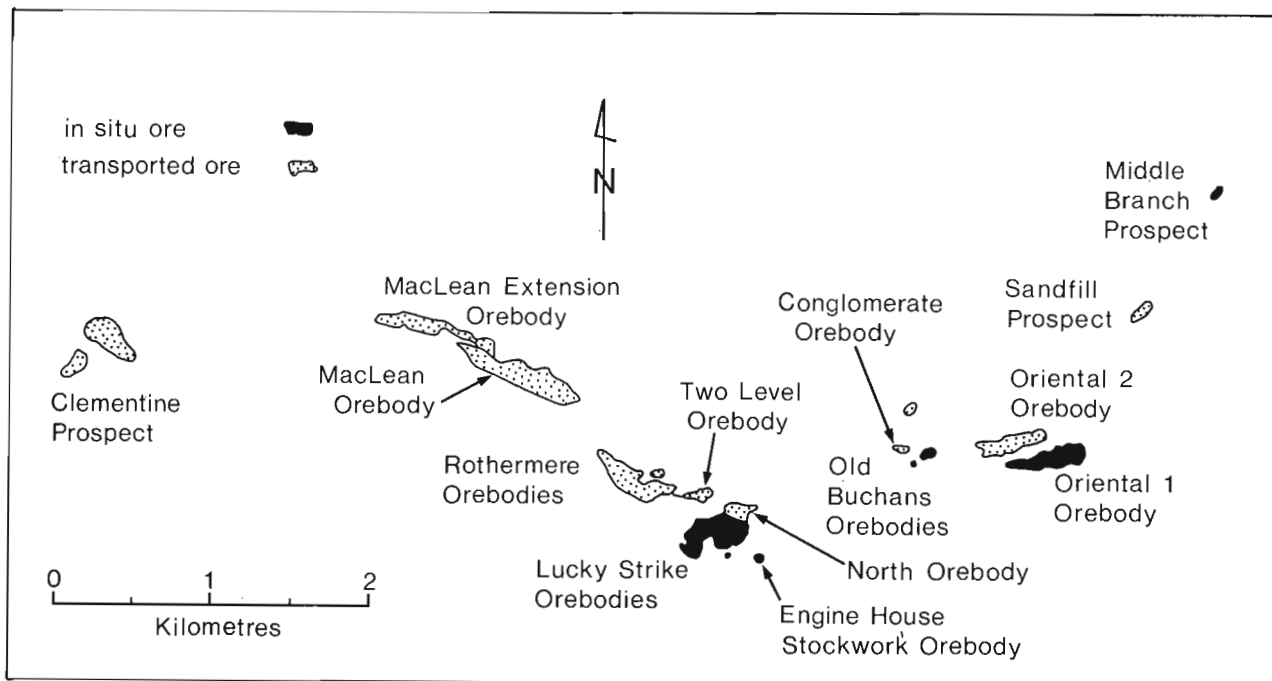 in situ ore
transported ore
N
Middle
Branch
Prospect
MacLean Extension
Orebody
Conglomerate
Orebody
Sandfill
Prospect
Clementine
Prospect
MacLean
Orebody
Two Level
Orebody
Oriental 2
Orebody
Rothermere
Orebodies
Old
Buchans
Orebodies
Oriental 1
Orebody
Lucky Strike
Orebodies
North Orebody
Engine House
Stockwork Orebody
0 1 2
Kilometres